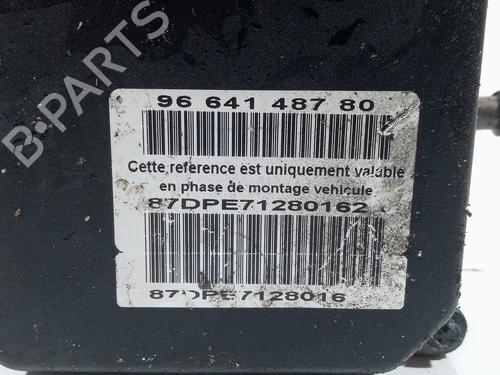 B-PARTS
96 641 487 80
Cette reference est uniquement valable
en phase de montage vehicule
87DPE71280162
87DPE7128016